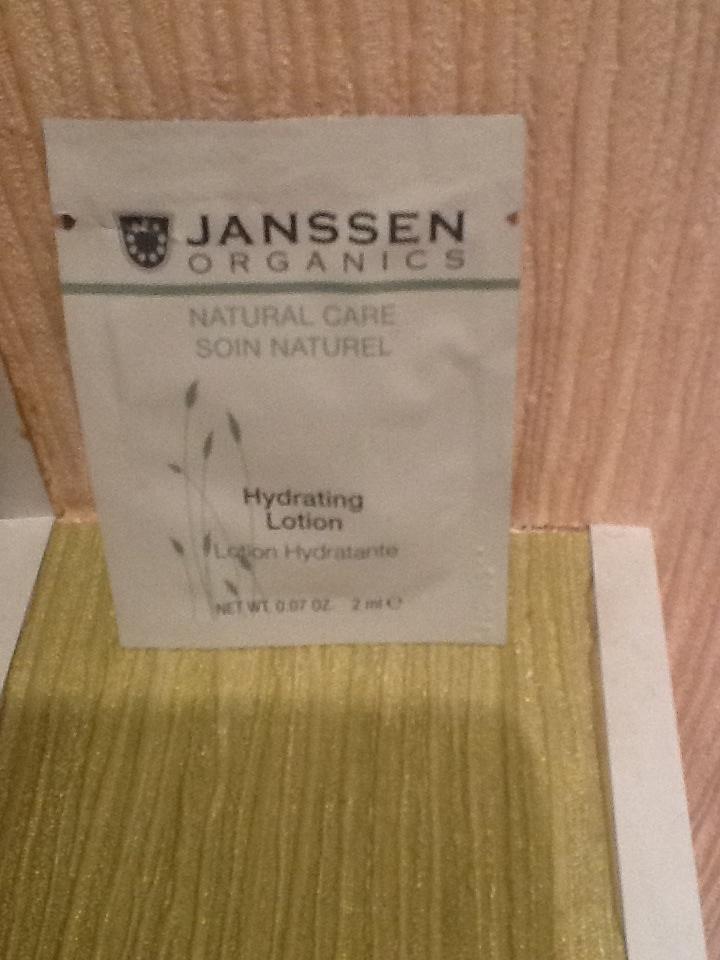 JANSSEN
ORGANICS
NATURAL CARE
SOIN NATUREL
Hydrating
Lotion
Lotion Hydratante
NET WT. 0.07 OZ. 2 ml ℮